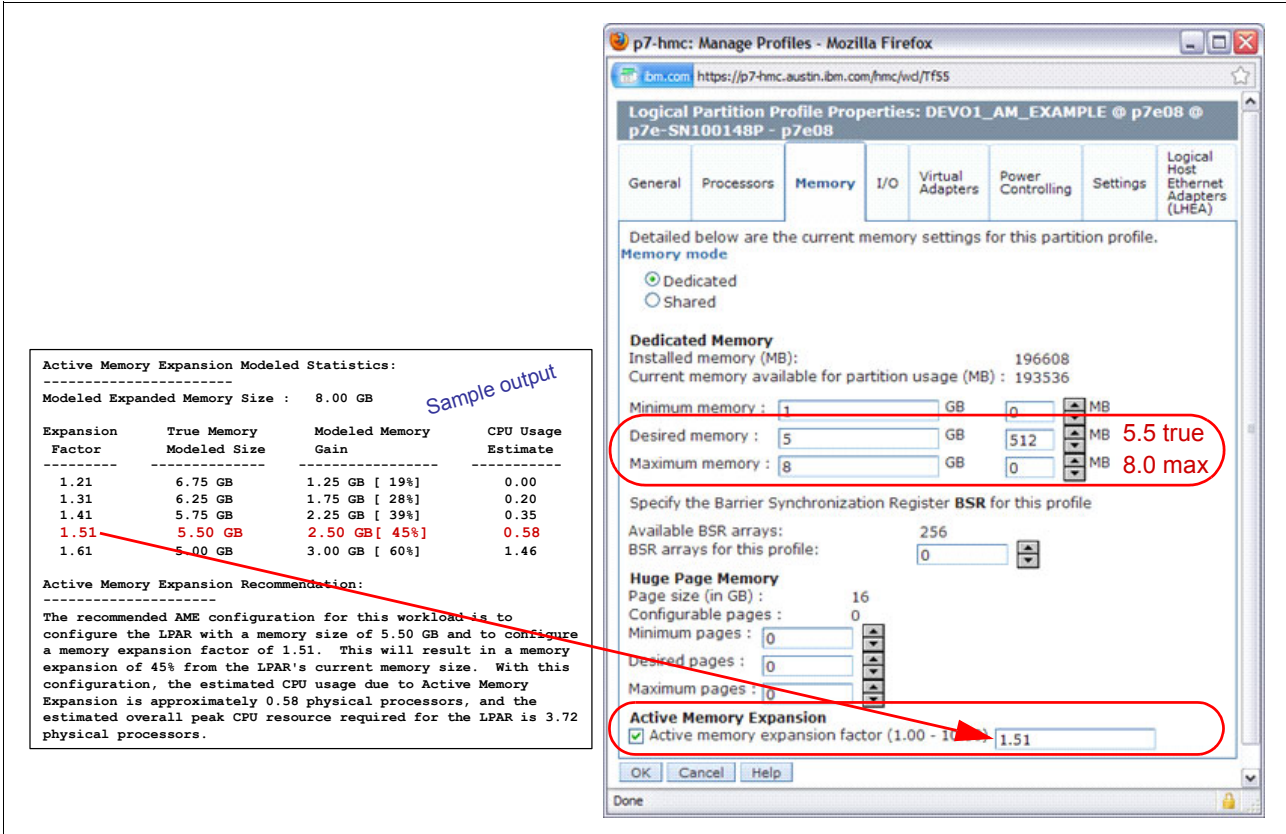 Active Memory Expansion Modeled Statistics:
-----------------------
Modeled Expanded Memory Size : 8.00 GB
Sample output
Expansion True Memory Modeled Memory CPU Usage
Factor Modeled Size Gain Estimate
--------- -------------- ----------------- -----------
1.21 6.75 GB 1.25 GB [ 19%] 0.00
1.31 6.25 GB 1.75 GB [ 28%] 0.20
1.41 5.75 GB 2.25 GB [ 39%] 0.35
1.51 5.50 GB 2.50 GB[ 45%] 0.58
1.61 5.00 GB 3.00 GB [ 60%] 1.46
Active Memory Expansion Recommendation:
---------------------
The recommended AME configuration for this workload is to
configure the LPAR with a memory size of 5.50 GB and to configure
a memory expansion factor of 1.51. This will result in a memory
expansion of 45% from the LPAR's current memory size. With this
configuration, the estimated CPU usage due to Active Memory
Expansion is approximately 0.58 physical processors, and the
estimated overall peak CPU resource required for the LPAR is 3.72
physical processors.
p7-hmc: Manage Profiles - Mozilla Firefox
ibm.com https://p7-hmc.austin.ibm.com/hmc/wcl/Tf55
Logical Partition Profile Properties: DEVO1_AM_EXAMPLE @ p7e08 @
p7e-SN100148P - p7e08
General Processors Memory I/O Virtual Adapters Power Controlling Settings Logical Host Ethernet Adapters (LHEA)
Detailed below are the current memory settings for this partition profile.
Memory mode
Dedicated
Shared
Dedicated Memory
Installed memory (MB): 196608
Current memory available for partition usage (MB) : 193536
Minimum memory : 1 GB 0 MB
Desired memory : 5 GB 512 MB 5.5 true
Maximum memory : 8 GB 0 MB 8.0 max
Specify the Barrier Synchronization Register BSR for this profile
Available BSR arrays: 256
BSR arrays for this profile: 0
Huge Page Memory
Page size (in GB) : 16
Configurable pages : 0
Minimum pages : 0
Desired pages : 0
Maximum pages : 0
Active Memory Expansion
Active memory expansion factor (1.00 - 1.51
OK Cancel Help
Done